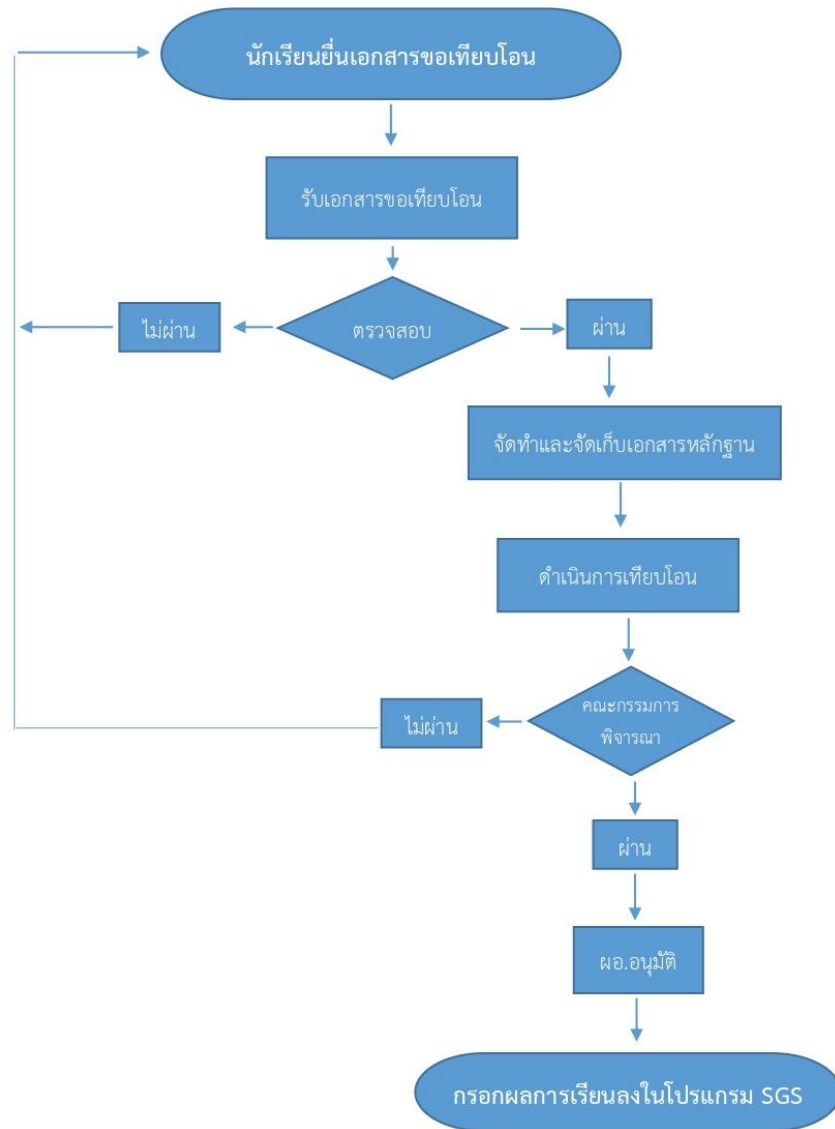 นักเรียนยื่นเอกสารขอเทียบโอน
รับเอกสารขอเทียบโอน
ไม่ผ่าน
ตรวจสอบ
ผ่าน
จัดทำและจัดเก็บเอกสารหลักฐาน
ดำเนินการเทียบโอน
ไม่ผ่าน
คณะกรรมการ
พิจารณา
ผ่าน
ผอ.อนุมัติ
กรอกผลการเรียนลงในโปรแกรม SGS